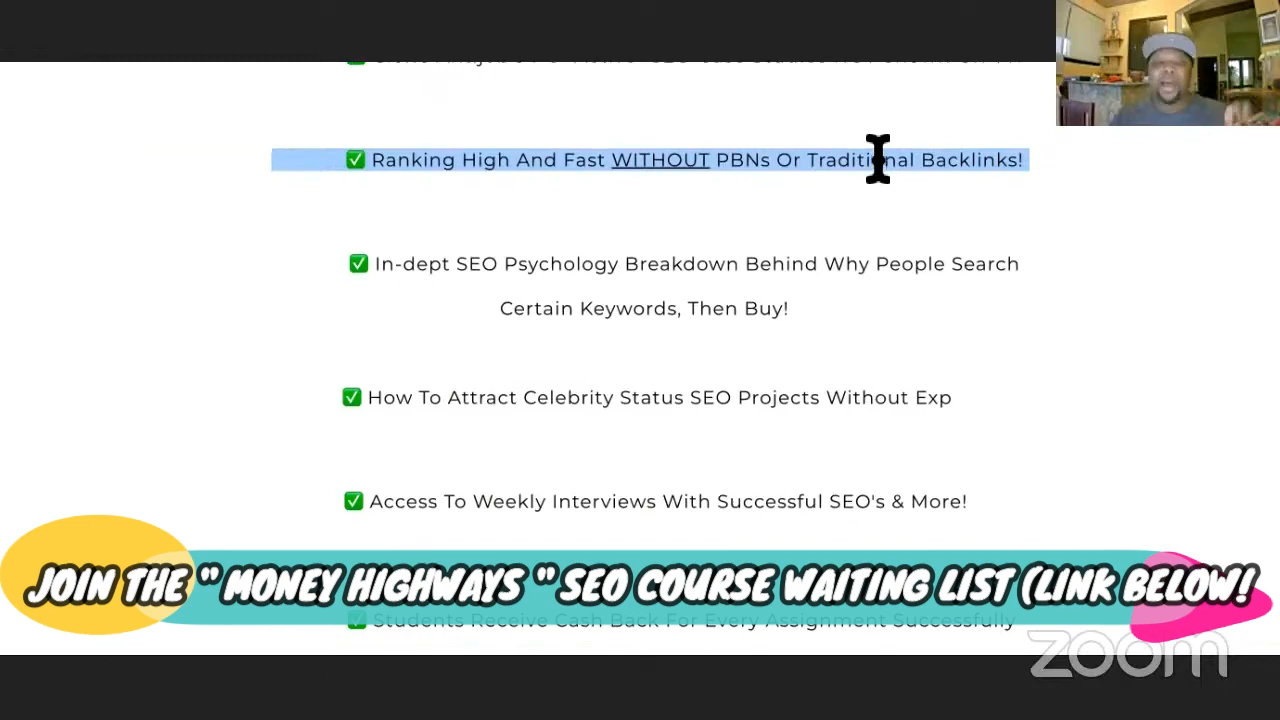 ✅ Ranking High And Fast WITHOUT PBNs Or Traditional Backlinks!
✅ In-dept SEO Psychology Breakdown Behind Why People Search
Certain Keywords, Then Buy!
✅ How To Attract Celebrity Status SEO Projects Without Exp
✅ Access To Weekly Interviews With Successful SEO's & More!
JOIN THE " MONEY HIGHWAYS " SEO COURSE WAITING LIST (LINK BELOW!
✅ Students Receive Cash Back For Every Assignment Successfully
zoom